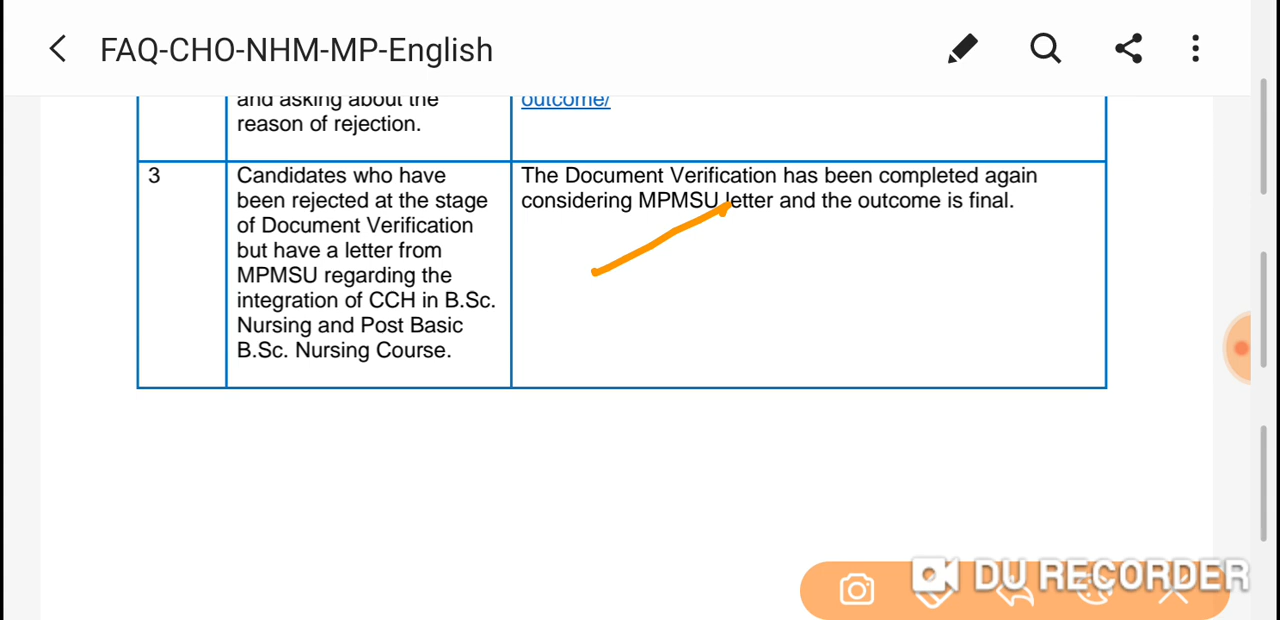 FAQ-CHO-NHM-MP-English
and asking about the
reason of rejection.
outcome/
3
Candidates who have
been rejected at the stage
of Document Verification
but have a letter from
MPMSU regarding the
integration of CCH in B.Sc.
Nursing and Post Basic
B.Sc. Nursing Course.
The Document Verification has been completed again
considering MPMSU letter and the outcome is final.
DU RECORDER